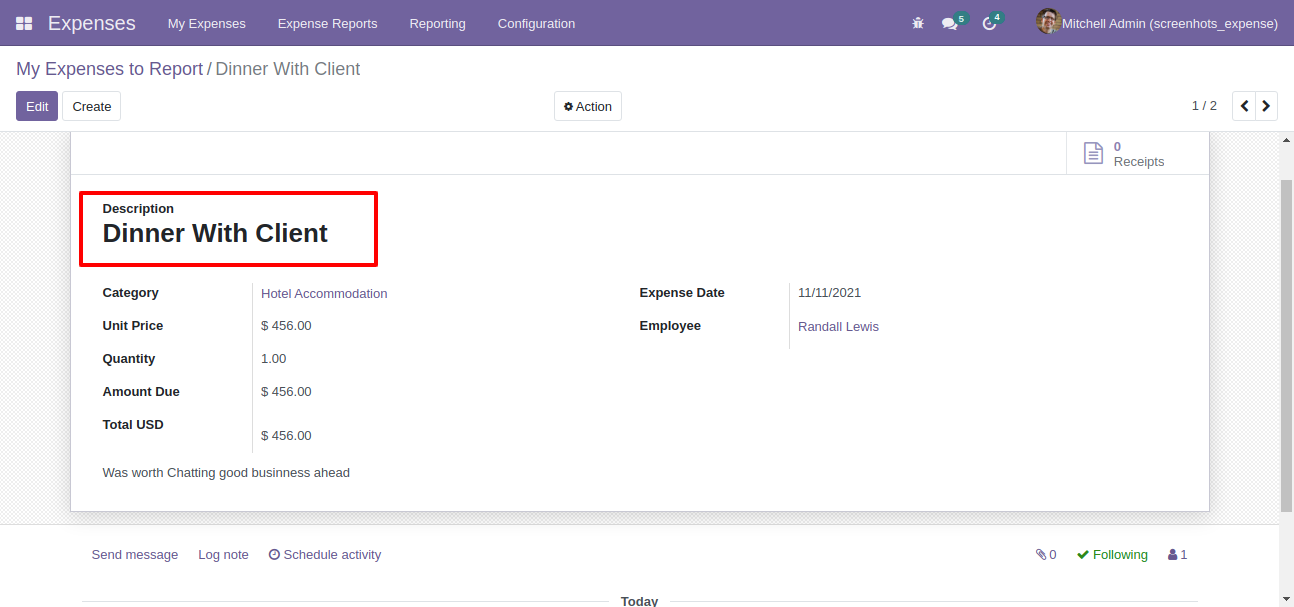 Expenses My Expenses Expense Reports Reporting Configuration 5 4 Mitchell Admin (screenhots_expense)
My Expenses to Report / Dinner With Client
Edit Create Action 1 / 2
0
Receipts
Description
Dinner With Client
Category Hotel Accommodation Expense Date 11/11/2021
Unit Price $ 456.00 Employee Randall Lewis
Quantity 1.00
Amount Due $ 456.00
Total USD
$ 456.00
Was worth Chatting good businness ahead
Send message Log note Schedule activity 0 Following 1
Today